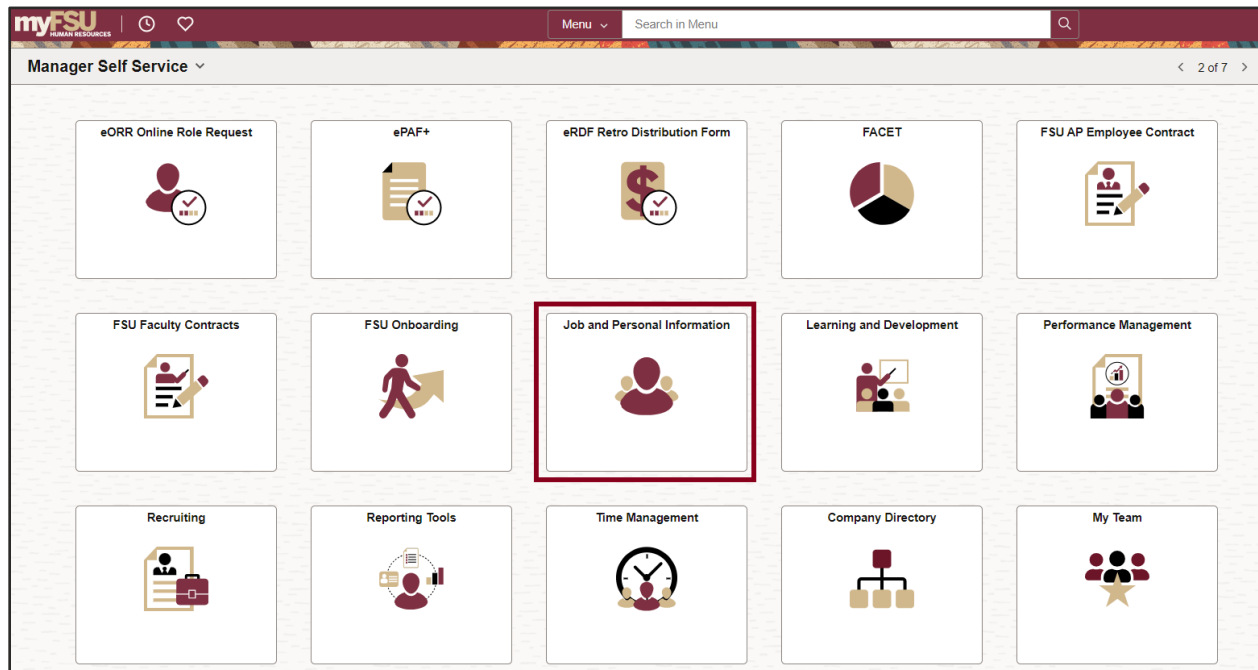 myFSU
HUMAN RESOURCES
Menu
Search in Menu
Manager Self Service
2 of 7
eORR Online Role Request
ePAF+
eRDF Retro Distribution Form
FACET
FSU AP Employee Contract
FSU Faculty Contracts
FSU Onboarding
Job and Personal Information
Learning and Development
Performance Management
Recruiting
Reporting Tools
Time Management
Company Directory
My Team